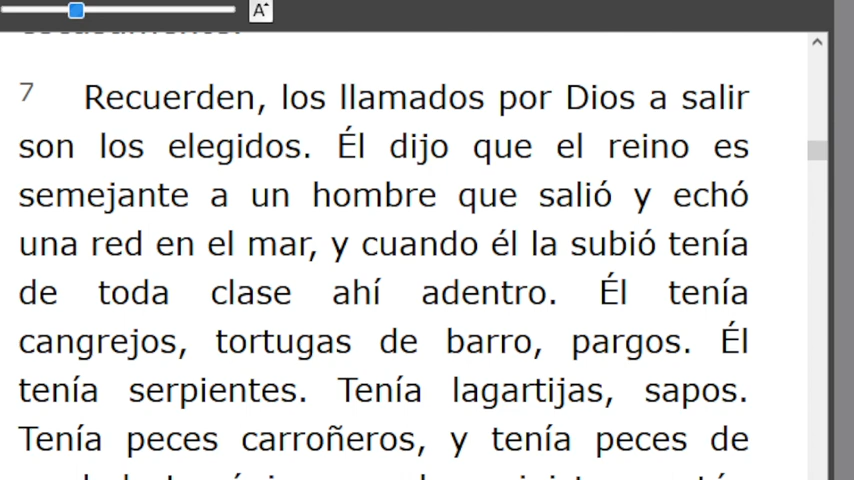 A^
7 Recuerden, los llamados por Dios a salir
son los elegidos. Él dijo que el reino es
semejante a un hombre que salió y echó
una red en el mar, y cuando él la subió tenía
de toda clase ahí adentro. Él tenía
cangrejos, tortugas de barro, pargos. Él
tenía serpientes. Tenía lagartijas, sapos.
Tenía peces carroñeros, y tenía peces de